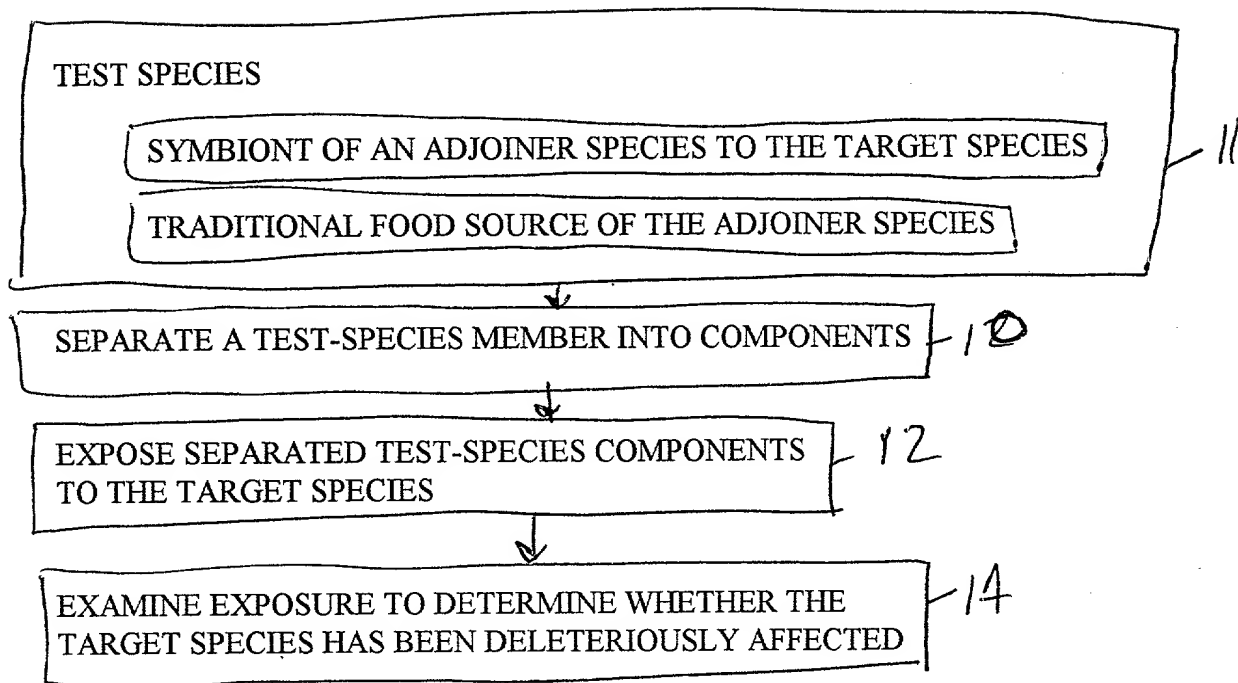 TEST SPECIES
SYMBIONT OF AN ADJOINER SPECIES TO THE TARGET SPECIES
11
TRADITIONAL FOOD SOURCE OF THE ADJOINER SPECIES
SEPARATE A TEST-SPECIES MEMBER INTO COMPONENTS 10
EXPOSE SEPARATED TEST-SPECIES COMPONENTS
TO THE TARGET SPECIES
12
EXAMINE EXPOSURE TO DETERMINE WHETHER THE
TARGET SPECIES HAS BEEN DELETERIOUSLY AFFECTED
14